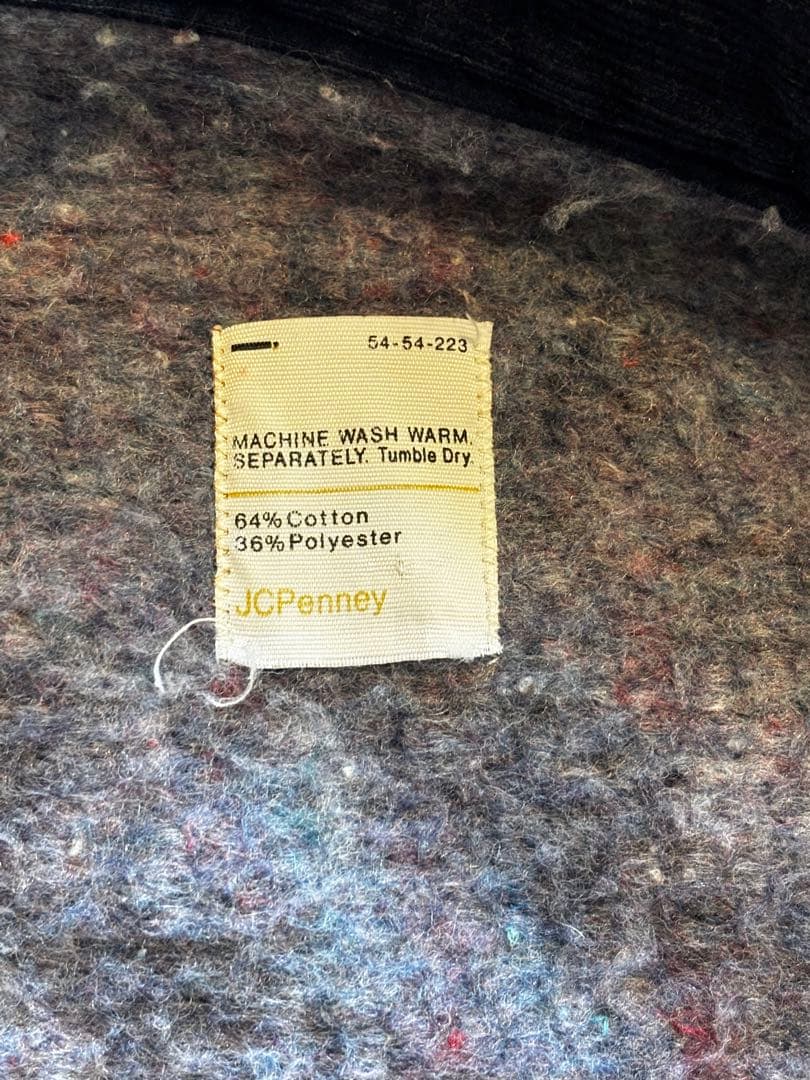 54-54-223
MACHINE WASH WARM.
SEPARATELY. Tumble Dry.
64% Cotton
36% Polyester
JCPenney